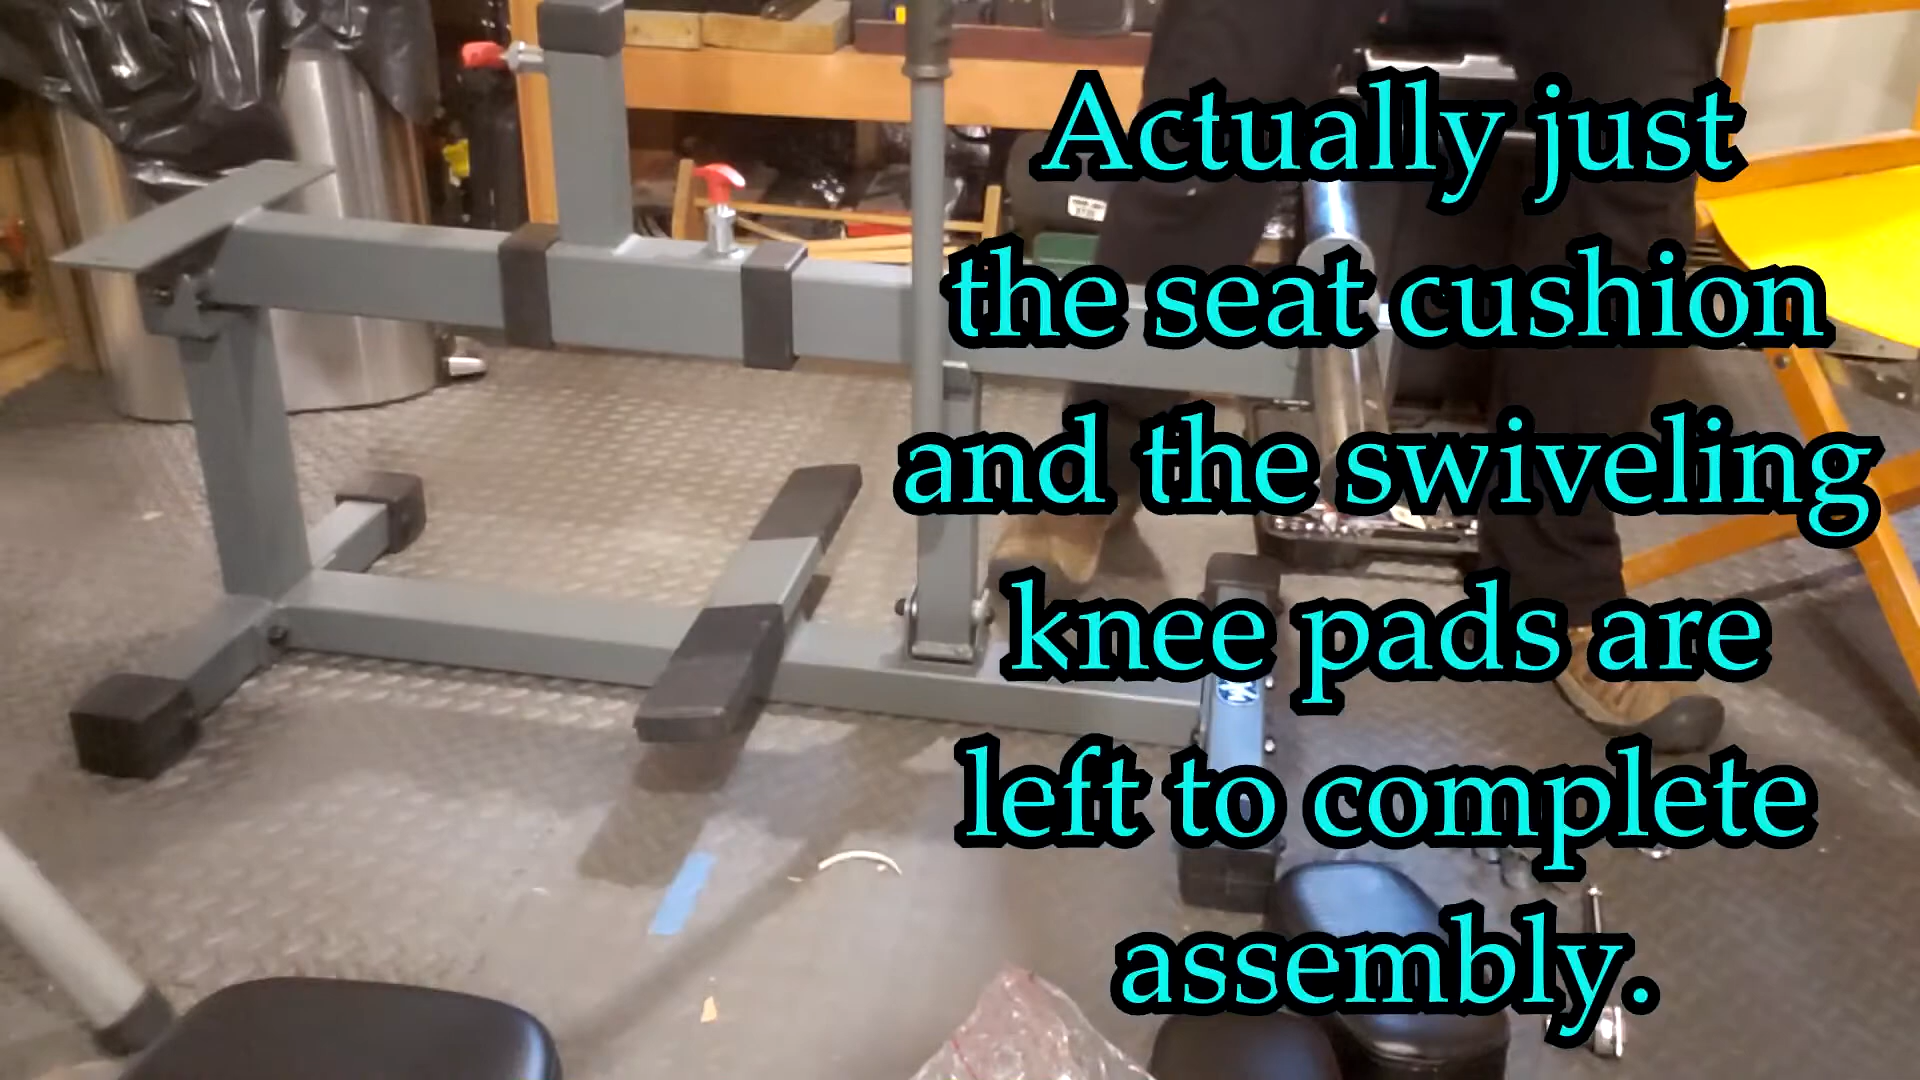 Actually just
the seat cushion
and the swiveling
knee pads are
left to complete
assembly.